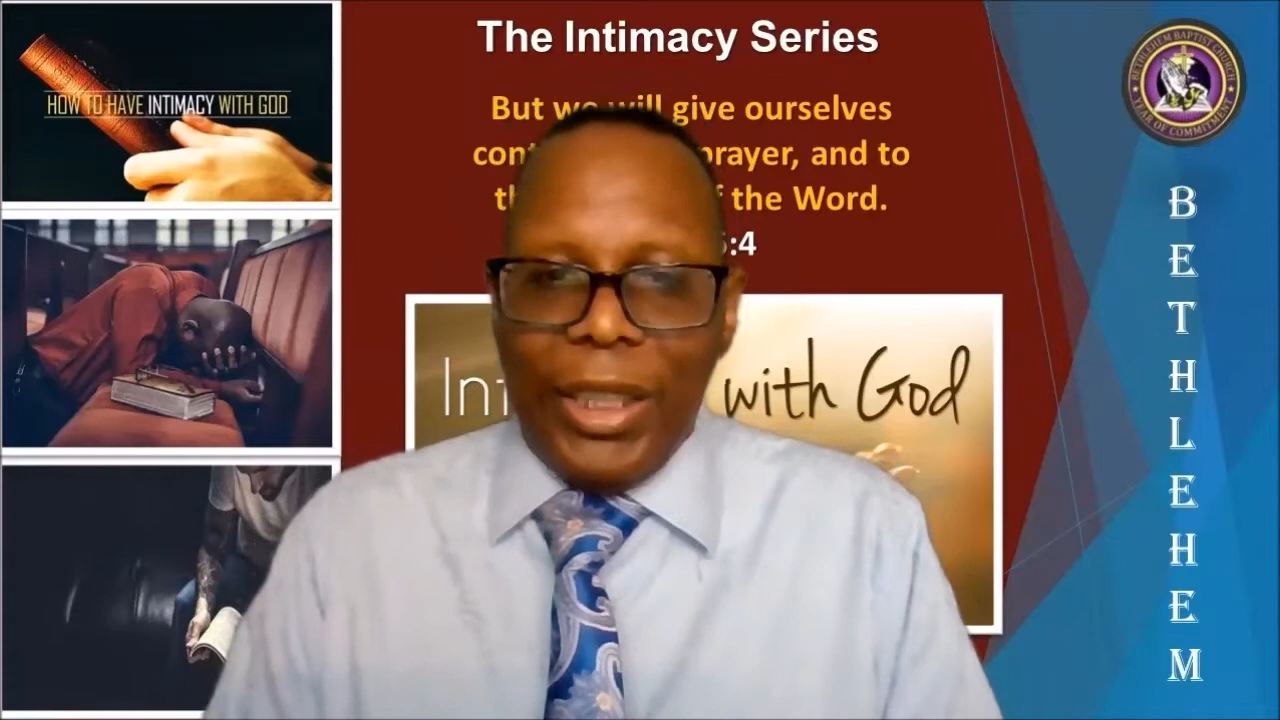 HOW TO HAVE INTIMACY WITH GOD
The Intimacy Series
But we will give ourselves
prayer, and to
the Word.
:4
with God
BETHLEHEM BAPTIST CHURCH
YEAR OF COMMITMENT
BETHLEHEM